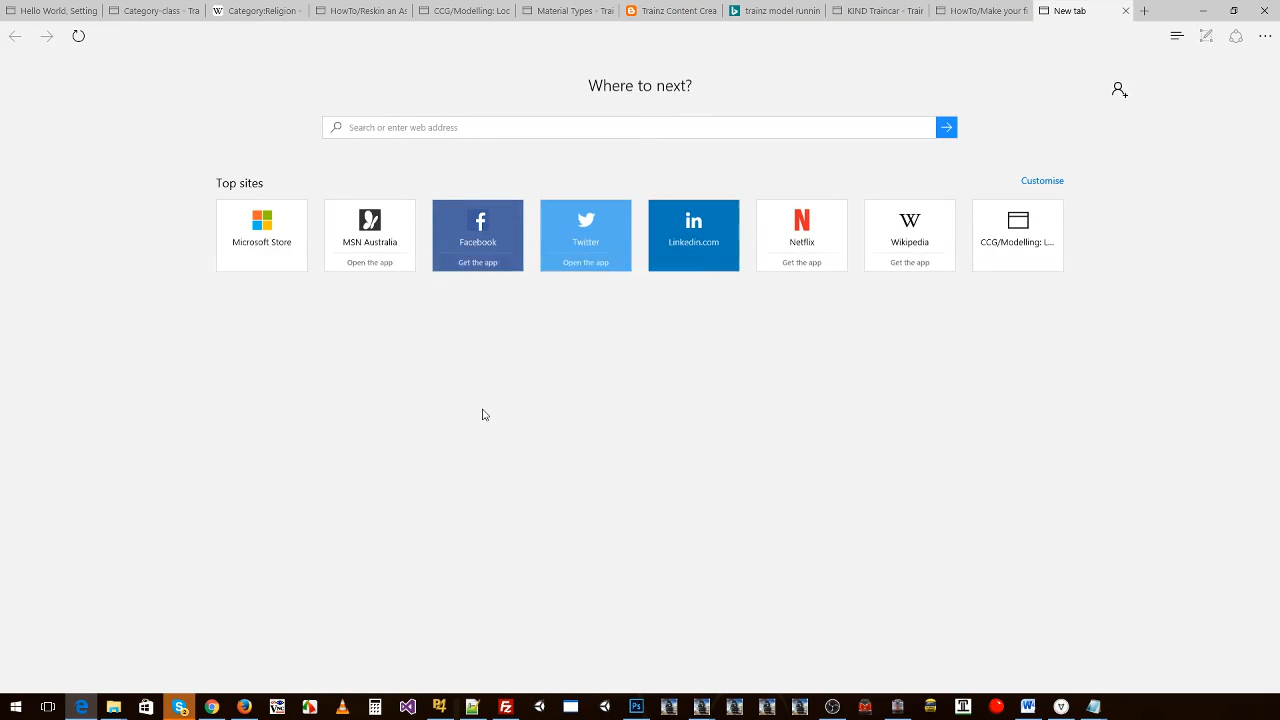 Hello World, Setting
Category-class - Tra
Category:Religion -
HowTo/Reskin an As
CCG/Modelling: Loc
Material Types - Trai
Trainz Content Crea
trainz model runnin
KIND Traincar - Trai
HowTo/Make your fi
New tab
Where to next?
Search or enter web address
Top sites
Customise
Microsoft Store
MSN Australia
Open the app
Facebook
Get the app
Twitter
Open the app
Linkedin.com
Netflix
Get the app
Wikipedia
Get the app
CCG/Modelling: L...